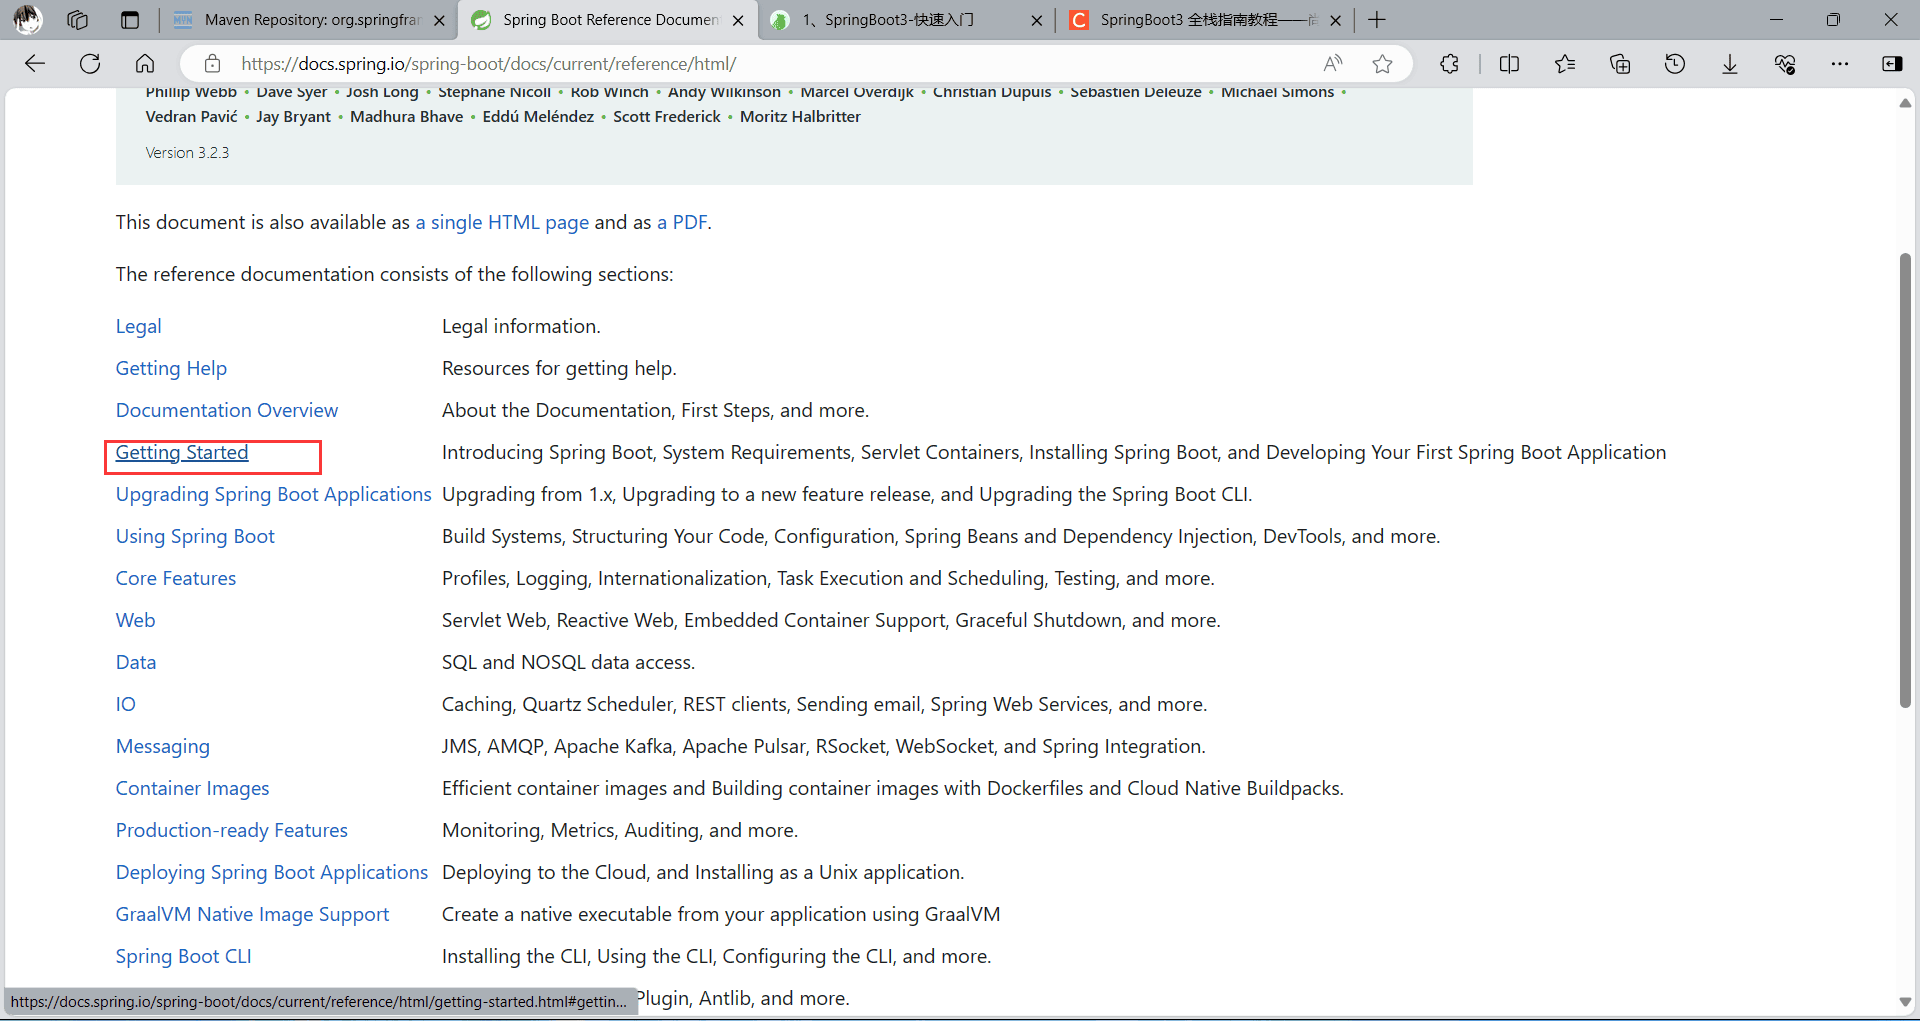 Maven Repository: org.springfran
Spring Boot Reference Documen
1、SpringBoot3-快速入门
SpringBoot3 全栈指南教程——尚
https://docs.spring.io/spring-boot/docs/current/reference/html/
Phillip Webb • Dave Syer • Josh Long • Stephane Nicoll • Rob Winch • Andy Wilkinson • Marcel Overdijk • Christian Dupuis • Sébastien Deleuze • Michael Simons •
Vedran Pavić • Jay Bryant • Madhura Bhave • Eddú Meléndez • Scott Frederick • Moritz Halbritter
Version 3.2.3
This document is also available as a single HTML page and as a PDF.
The reference documentation consists of the following sections:
Legal Legal information.
Getting Help Resources for getting help.
Documentation Overview About the Documentation, First Steps, and more.
Getting Started Introducing Spring Boot, System Requirements, Servlet Containers, Installing Spring Boot, and Developing Your First Spring Boot Application
Upgrading Spring Boot Applications Upgrading from 1.x, Upgrading to a new feature release, and Upgrading the Spring Boot CLI.
Using Spring Boot Build Systems, Structuring Your Code, Configuration, Spring Beans and Dependency Injection, DevTools, and more.
Core Features Profiles, Logging, Internationalization, Task Execution and Scheduling, Testing, and more.
Web Servlet Web, Reactive Web, Embedded Container Support, Graceful Shutdown, and more.
Data SQL and NOSQL data access.
IO Caching, Quartz Scheduler, REST clients, Sending email, Spring Web Services, and more.
Messaging JMS, AMQP, Apache Kafka, Apache Pulsar, RSocket, WebSocket, and Spring Integration.
Container Images Efficient container images and Building container images with Dockerfiles and Cloud Native Buildpacks.
Production-ready Features Monitoring, Metrics, Auditing, and more.
Deploying Spring Boot Applications Deploying to the Cloud, and Installing as a Unix application.
GraalVM Native Image Support Create a native executable from your application using GraalVM
Spring Boot CLI Installing the CLI, Using the CLI, Configuring the CLI, and more.
https://docs.spring.io/spring-boot/docs/current/reference/html/getting-started.html#gettin... Plugin, Antlib, and more.